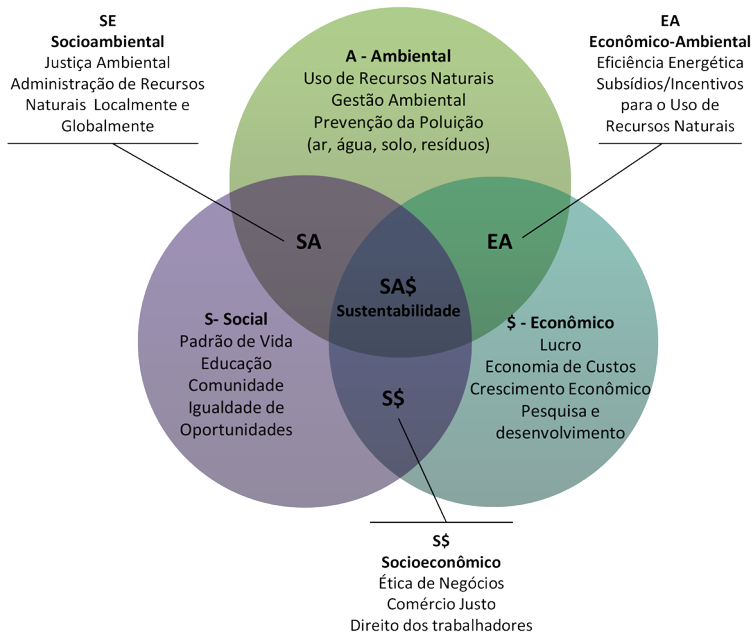 SE
Socioambiental
Justiça Ambiental
Administração de Recursos
Naturais Localmente e
Globalmente
A - Ambiental
Uso de Recursos Naturais
Gestão Ambiental
Prevenção da Poluição
(ar, água, solo, resíduos)
EA
Econômico-Ambiental
Eficiência Energética
Subsídios/Incentivos
para o Uso de
Recursos Naturais
SA
EA
SA$
Sustentabilidade
S- Social
Padrão de Vida
Educação
Comunidade
Igualdade de
Oportunidades
$ - Econômico
Lucro
Economia de Custos
Crescimento Econômico
Pesquisa e
desenvolvimento
S$
S$
Socioeconômico
Ética de Negócios
Comércio Justo
Direito dos trabalhadores